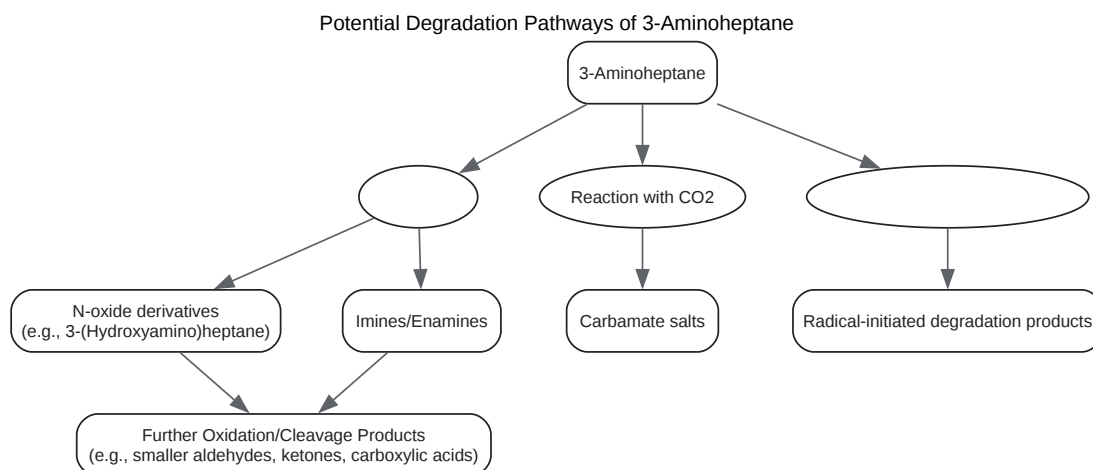 Potential Degradation Pathways of 3-Aminoheptane
3-Aminoheptane
Reaction with CO2
N-oxide derivatives
(e.g., 3-(Hydroxyamino)heptane)
Imines/Enamines
Carbamate salts
Radical-initiated degradation products
Further Oxidation/Cleavage Products
(e.g., smaller aldehydes, ketones, carboxylic acids)